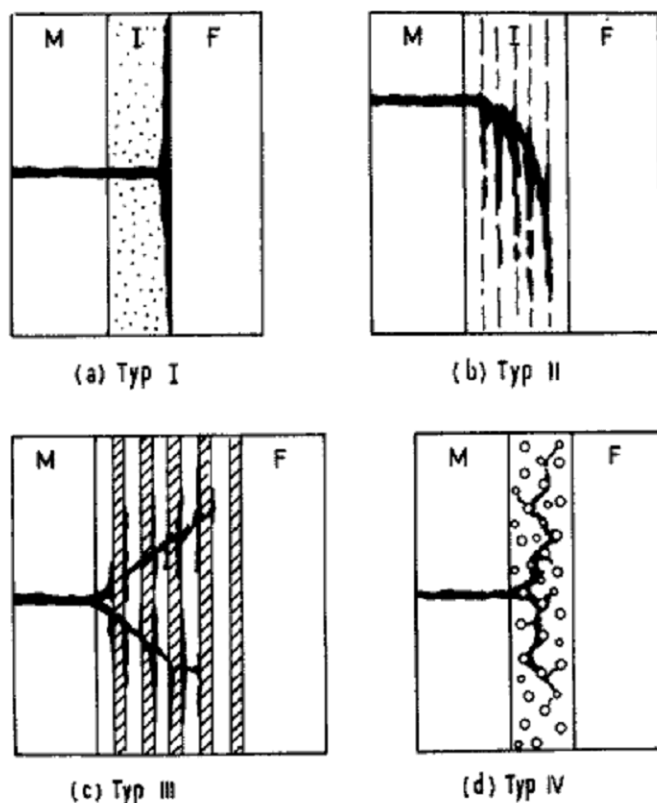 M I F
M I F
(a) Typ I
(b) Typ II
M F
M F
(c) Typ III
(d) Typ IV